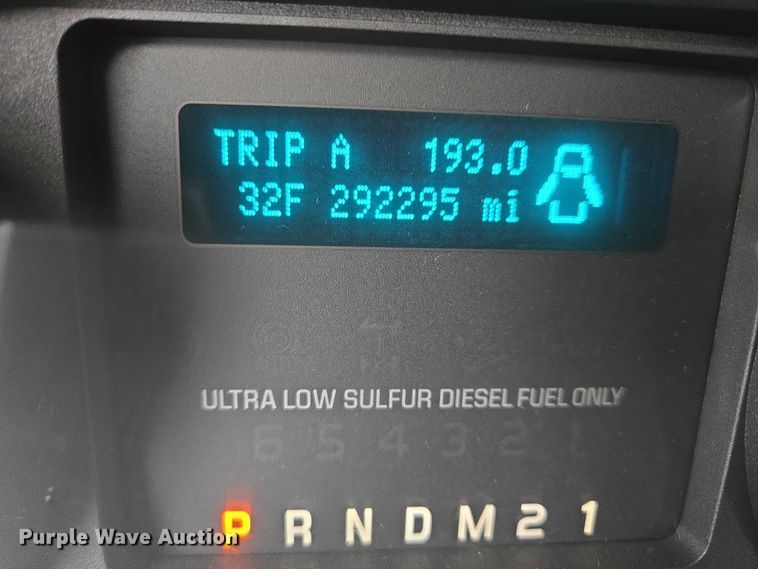 TRIP A 193.0
32F 292295 mi
ULTRA LOW SULFUR DIESEL FUEL ONLY
6 5 4 3 2 1
P R N D M 2 1
Purple Wave Auction